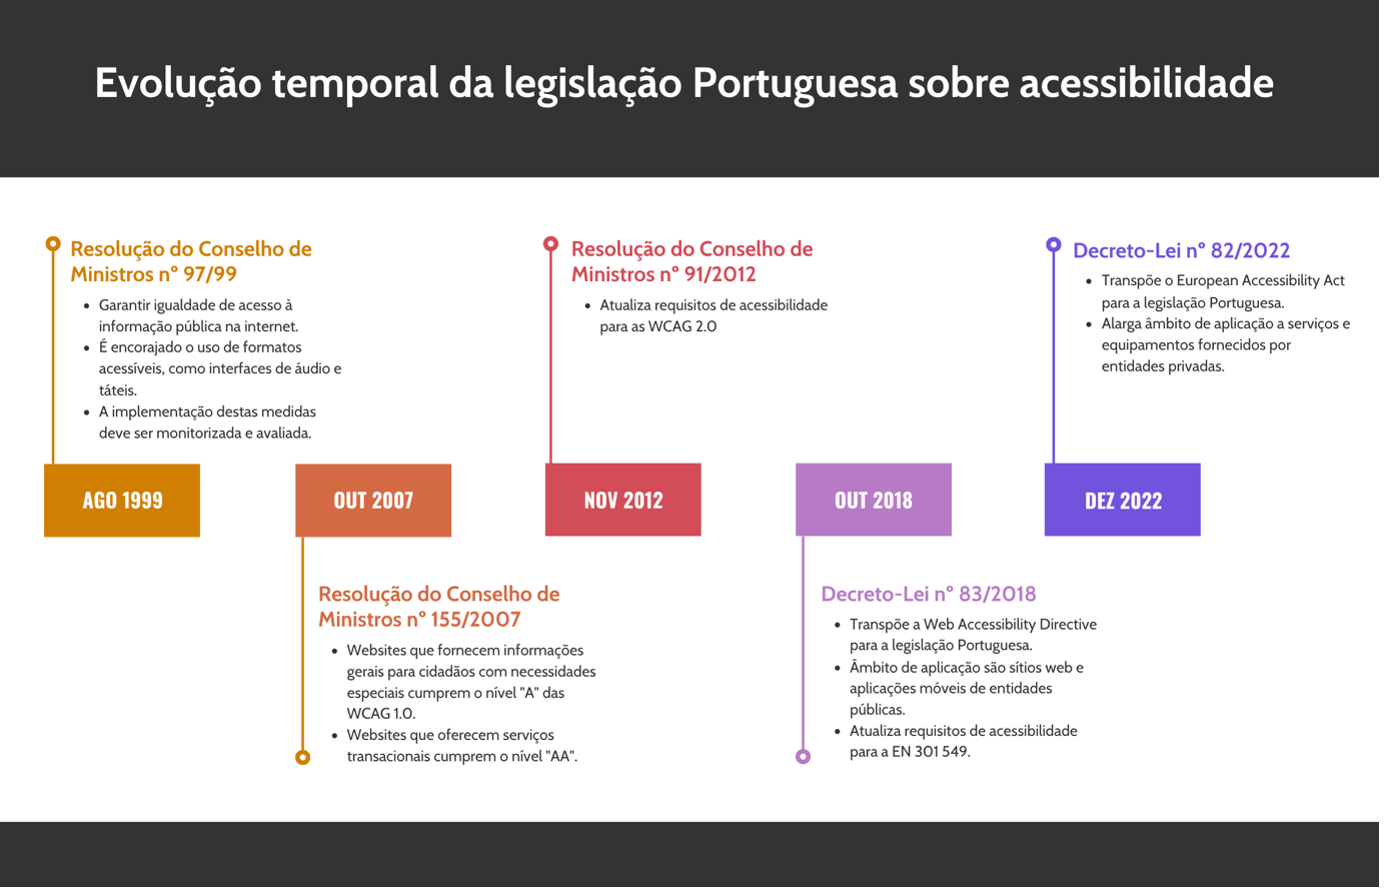 Evolução temporal da legislação Portuguesa sobre acessibilidade
Resolução do Conselho de
Ministros nº 97/99
• Garantir igualdade de acesso à
informação pública na internet.
• É encorajado o uso de formatos
acessíveis, como interfaces de áudio e
táteis.
• A implementação destas medidas
deve ser monitorizada e avaliada.
AGO 1999
OUT 2007
Resolução do Conselho de
Ministros nº 155/2007
• Websites que fornecem informações
gerais para cidadãos com necessidades
especiais cumprem o nível "A" das
WCAG 1.0.
• Websites que oferecem serviços
transacionais cumprem o nível "AA".
Resolução do Conselho de
Ministros nº 91/2012
• Atualiza requisitos de acessibilidade
para as WCAG 2.0
NOV 2012
OUT 2018
Decreto-Lei nº 83/2018
• Transpõe a Web Accessibility Directive
para a legislação Portuguesa.
• Âmbito de aplicação são sítios web e
aplicações móveis de entidades
públicas.
• Atualiza requisitos de acessibilidade
para a EN 301 549.
Decreto-Lei nº 82/2022
• Transpõe o European Accessibility Act
para a legislação Portuguesa.
• Alarga âmbito de aplicação a serviços e
equipamentos fornecidos por
entidades privadas.
DEZ 2022